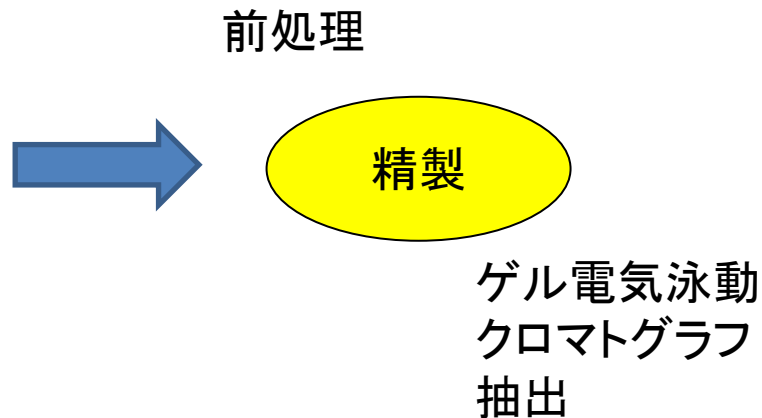 前処理
精製
ゲル電気泳動
クロマトグラフ
抽出